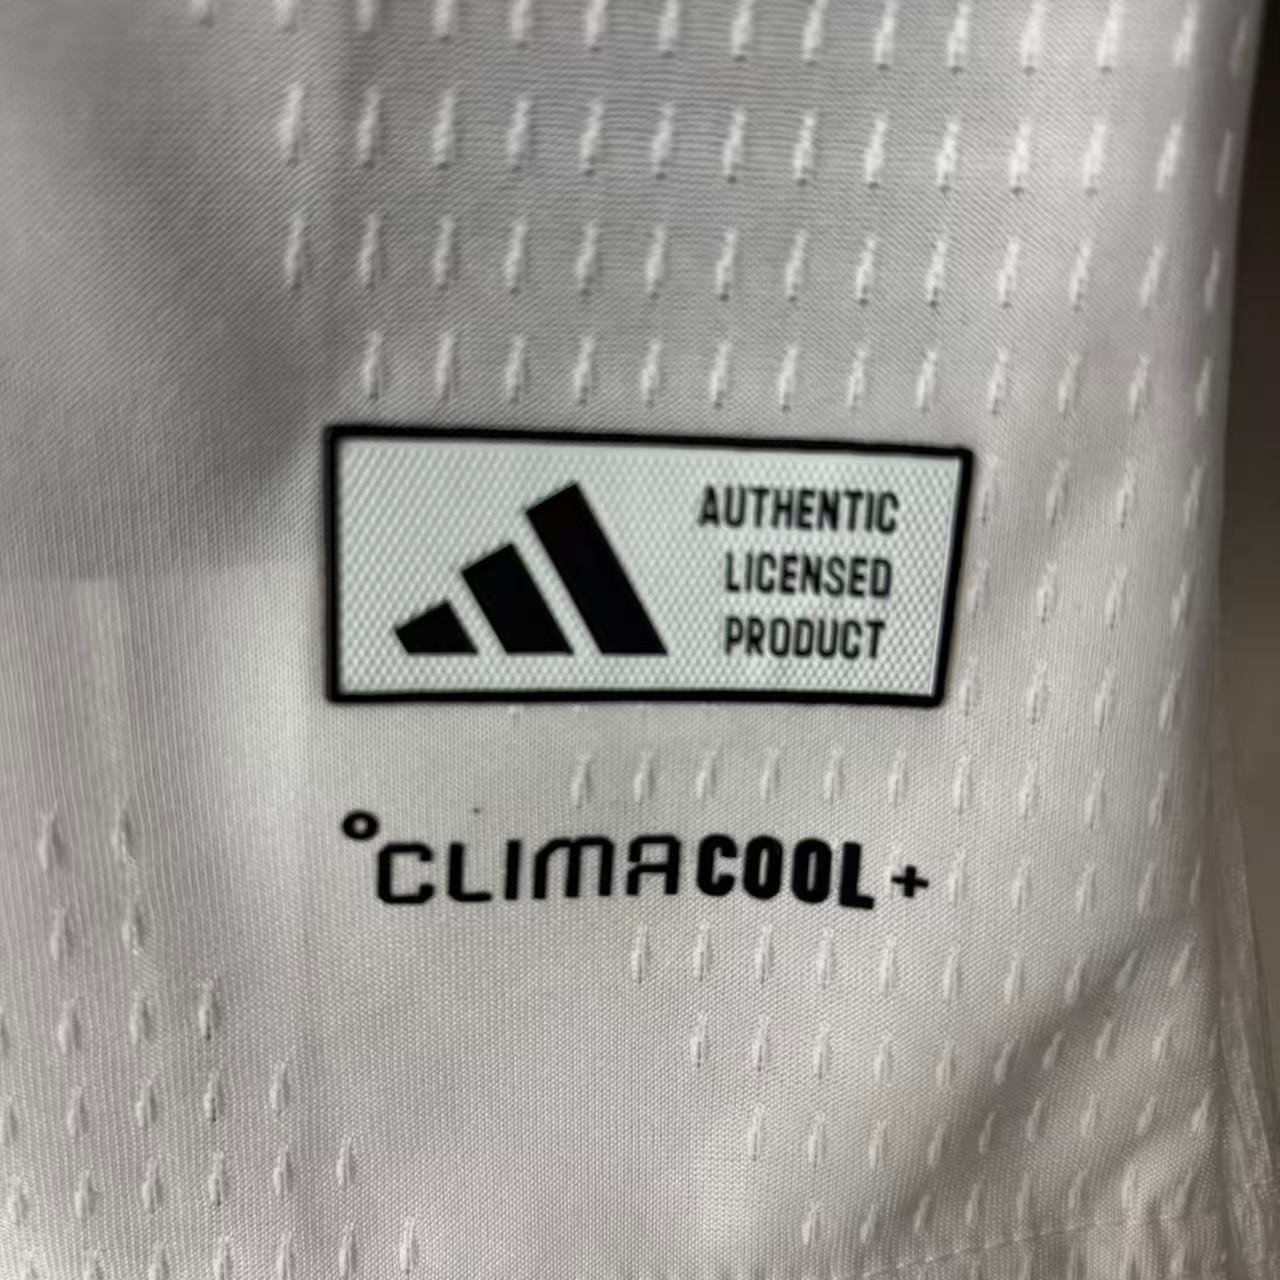 AUTHENTIC
LICENSED
PRODUCT
°CLIMACOOL+